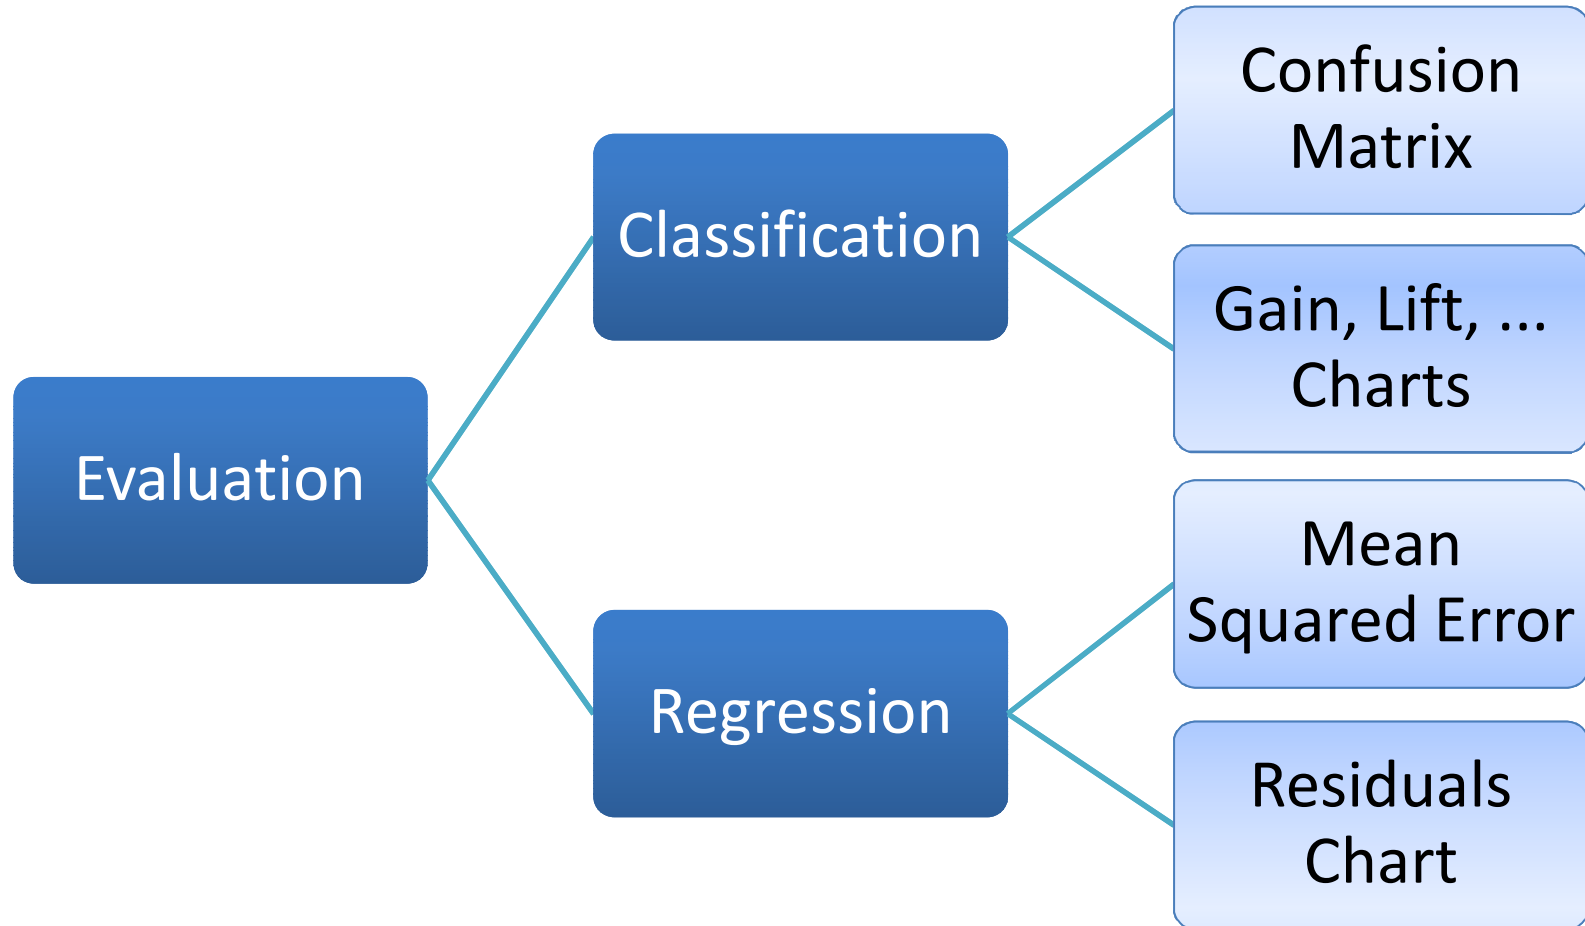 Evaluation
Classification
Confusion
Matrix
Gain, Lift, ...
Charts
Regression
Mean
Squared Error
Residuals
Chart